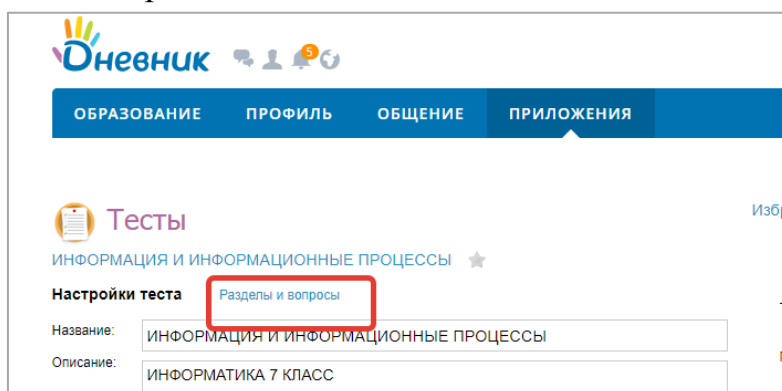 Дневник 5
ОБРАЗОВАНИЕ ПРОФИЛЬ ОБЩЕНИЕ ПРИЛОЖЕНИЯ
Тесты
ИНФОРМАЦИЯ И ИНФОРМАЦИОННЫЕ ПРОЦЕССЫ
Настройки теста Разделы и вопросы
Название: ИНФОРМАЦИЯ И ИНФОРМАЦИОННЫЕ ПРОЦЕССЫ
Описание: ИНФОРМАТИКА 7 КЛАСС